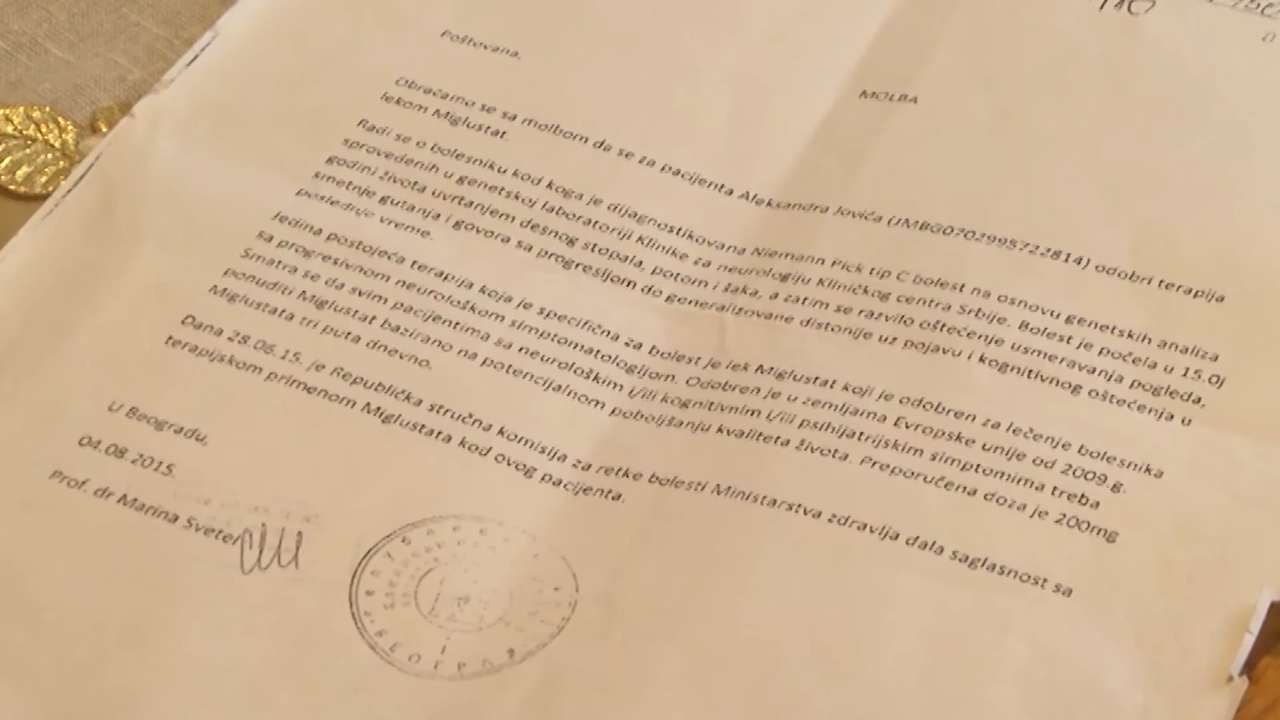 MOLBA
Poštovana,
Obraćamo se sa molbom da se za pacijenta Aleksandra Jovića (JMBG0702995722814) odobri terapija
lekom Miglustat.
Radi se o bolesniku kod koga je dijagnostikovana Niemann Pick tip C bolest na osnovu genetskih analiza
sprovedenih u genetskoj laboratoriji Klinike za neurologiju Kliničkog centra Srbije. Bolest je počela u 15.oj
godini života uvrtanjem desnog stopala, potom i šaka, a zatim se razvilo oštećenje usmeravanja pogleda,
smetnje gutanja i govora sa progresijom do generalizovane distonije uz pojavu i kognitivnog oštećenja u
poslednje vreme.
Jedina postojeća terapija koja je specifična za bolest je lek Miglustat koji je odobren za lečenje bolesnika
sa progresivnom neurološkom simptomatologijom. Odobren je u zemljama Evropske unije od 2009.g.
Smatra se da svim pacijentima sa neurološkim i/ili kognitivnim i/ili psihijatrijskim simptomima treba
ponuditi Miglustat bazirano na potencijalnom poboljšanju kvaliteta života. Preporučena doza je 200mg
Miglustata tri puta dnevno.
Dana 28.06.15. je Republička stručna komisija za retke bolesti Ministarstva zdravlja dala saglasnost sa
terapijskom primenom Miglustata kod ovog pacijenta.
U Beogradu,
04.08.2015.
Prof. dr Marina Svetel
БЕОГРАД